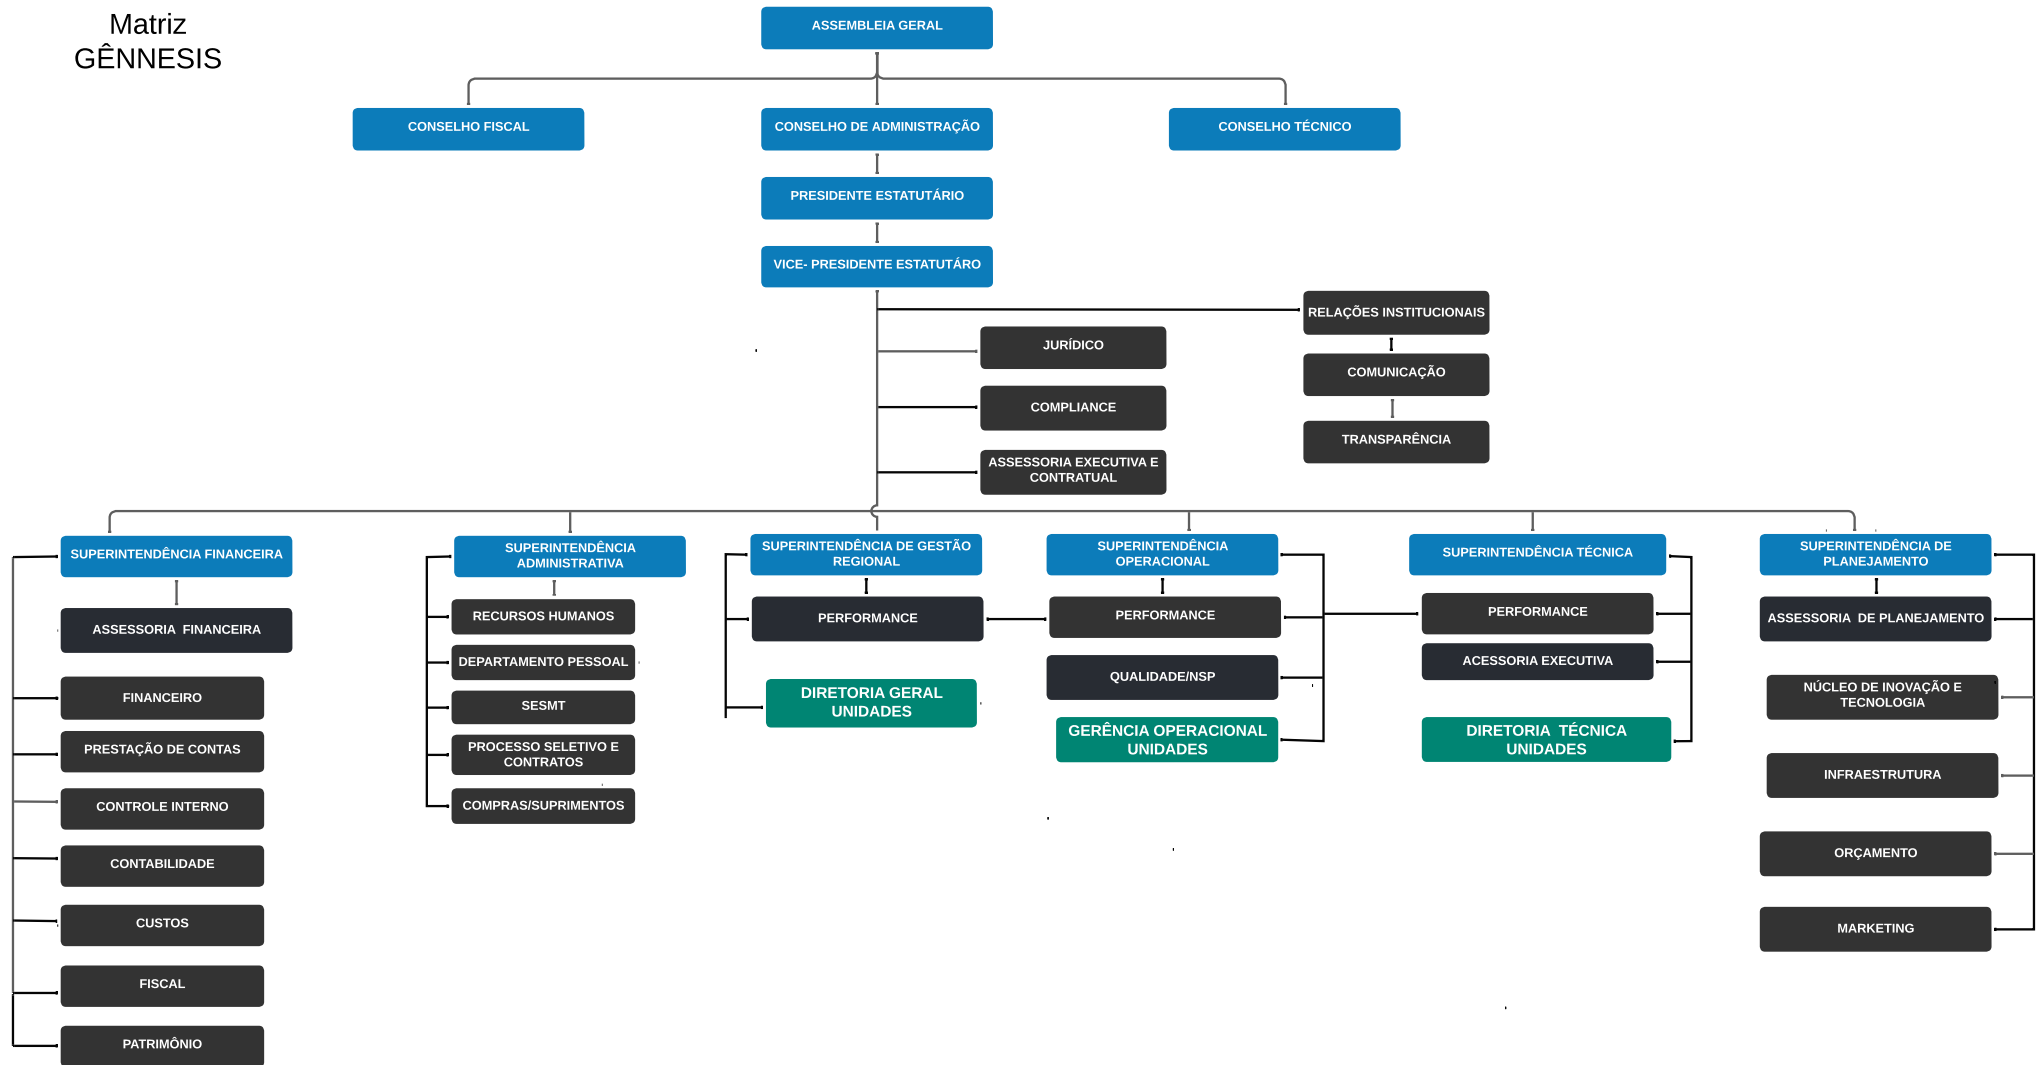 Matriz
GÊNNESIS
ASSEMBLEIA GERAL
CONSELHO FISCAL
CONSELHO DE ADMINISTRAÇÃO
CONSELHO TÉCNICO
PRESIDENTE ESTATUTÁRIO
VICE- PRESIDENTE ESTATUTÁRO
RELAÇÕES INSTITUCIONAIS
JURÍDICO
COMUNICAÇÃO
COMPLIANCE
TRANSPARÊNCIA
ASSESSORIA EXECUTIVA E
CONTRATUAL
SUPERINTENDÊNCIA FINANCEIRA
ASSESSORIA  FINANCEIRA
FINANCEIRO
PRESTAÇÃO DE CONTAS
CONTROLE INTERNO
CONTABILIDADE
CUSTOS
FISCAL
PATRIMÔNIO
SUPERINTENDÊNCIA
ADMINISTRATIVA
RECURSOS HUMANOS
DEPARTAMENTO PESSOAL
SESMT
PROCESSO SELETIVO E
CONTRATOS
COMPRAS/SUPRIMENTOS
SUPERINTENDÊNCIA DE GESTÃO
REGIONAL
PERFORMANCE
DIRETORIA GERAL
UNIDADES
SUPERINTENDÊNCIA
OPERACIONAL
PERFORMANCE
QUALIDADE/NSP
GERÊNCIA OPERACIONAL
UNIDADES
SUPERINTENDÊNCIA TÉCNICA
PERFORMANCE
ACESSORIA EXECUTIVA
DIRETORIA  TÉCNICA
UNIDADES
SUPERINTENDÊNCIA DE
PLANEJAMENTO
ASSESSORIA  DE PLANEJAMENTO
NÚCLEO DE INOVAÇÃO E
TECNOLOGIA
INFRAESTRUTURA
ORÇAMENTO
MARKETING